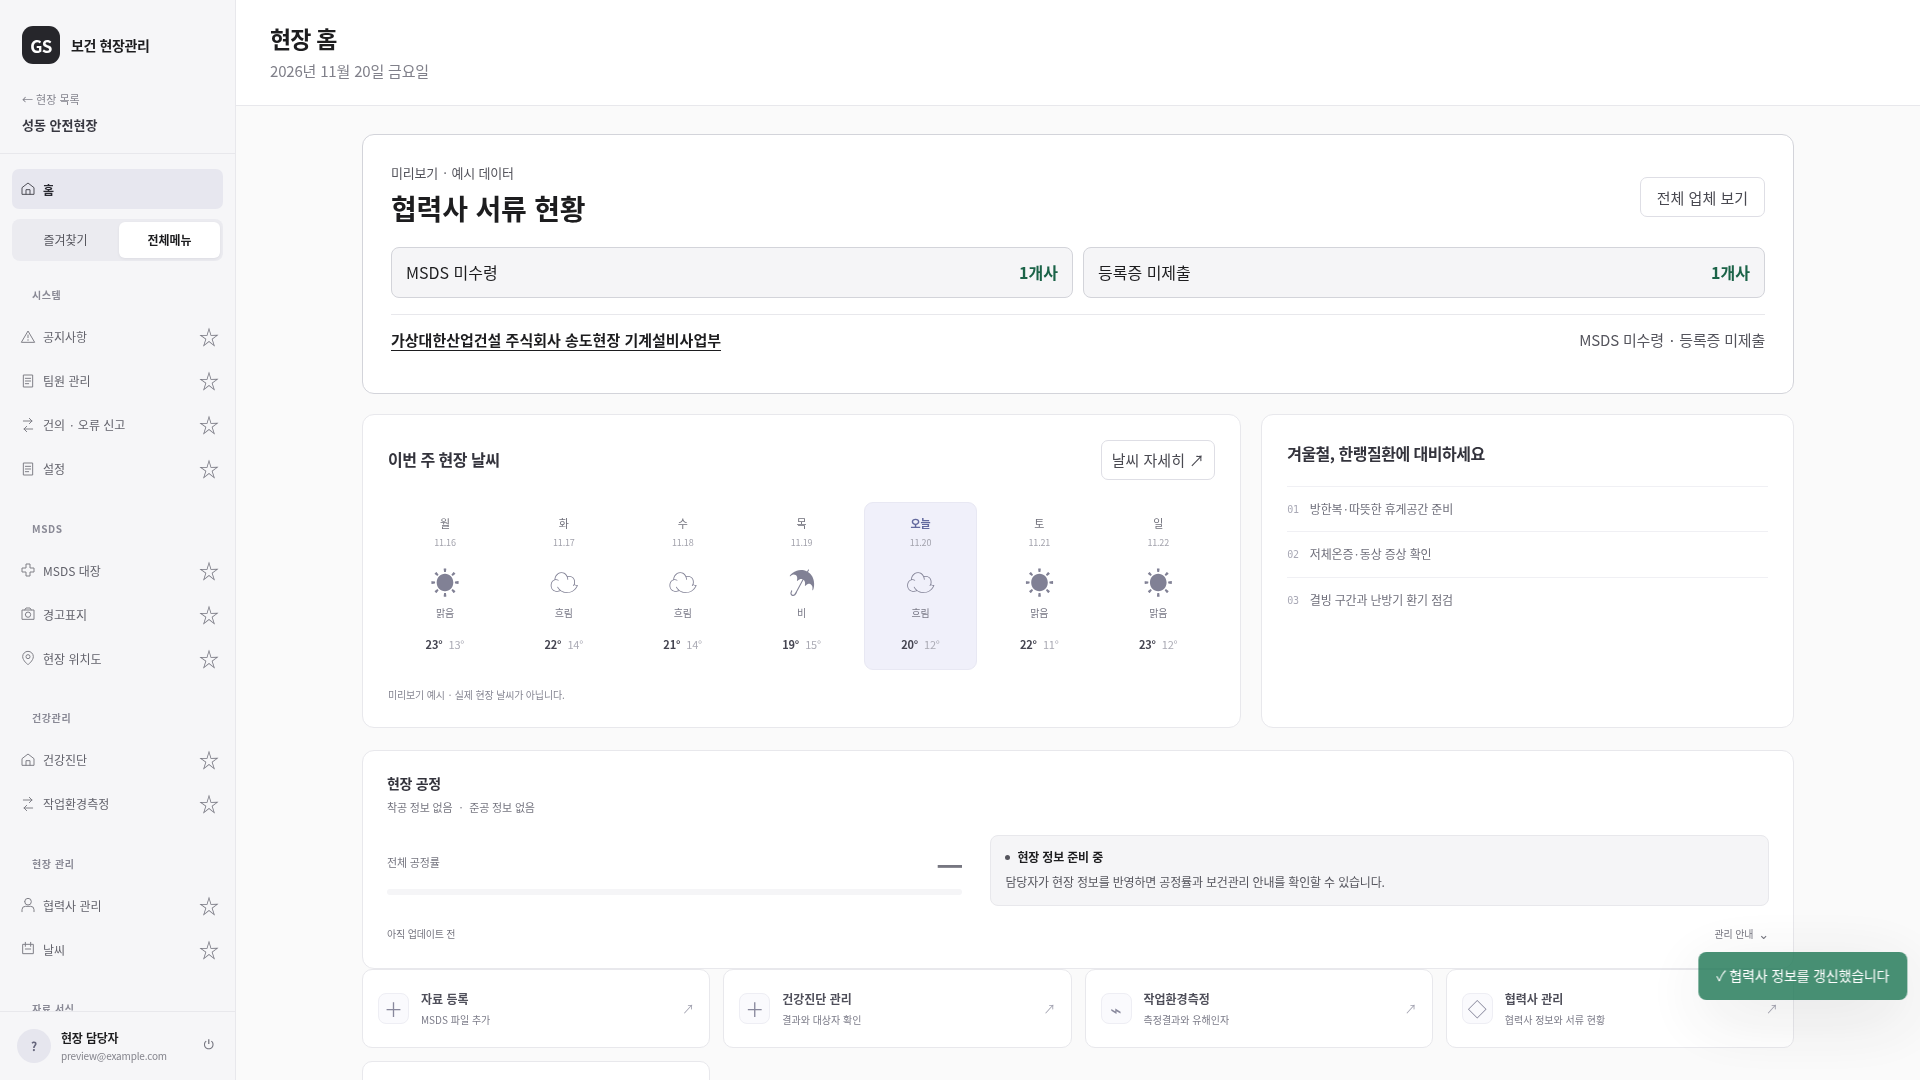 GS 보건 현장관리
← 현장 목록
성동 안전현장
홈
즐겨찾기 전체메뉴
시스템
공지사항
팀원 관리
건의 · 오류 신고
설정
MSDS
MSDS 대장
경고표지
현장 위치도
건강관리
건강진단
작업환경측정
현장 관리
협력사 관리
날씨
자료 서식
? 현장 담당자
preview@example.com
현장 홈
2026년 11월 20일 금요일
미리보기 · 예시 데이터
협력사 서류 현황
전체 업체 보기
MSDS 미수령 1개사
등록증 미제출 1개사
가상대한산업건설 주식회사 송도현장 기계설비사업부
MSDS 미수령 · 등록증 미제출
이번 주 현장 날씨
날씨 자세히 ↗
월 화 수 목 오늘 토 일
11.16 11.17 11.18 11.19 11.20 11.21 11.22
맑음 흐림 흐림 비 흐림 맑음 맑음
23° 13° 22° 14° 21° 14° 19° 15° 20° 12° 22° 11° 23° 12°
미리보기 예시 · 실제 현장 날씨가 아닙니다.
겨울철, 한랭질환에 대비하세요
01 방한복·따뜻한 휴게공간 준비
02 저체온증·동상 증상 확인
03 결빙 구간과 난방기 환기 점검
현장 공정
착공 정보 없음 · 준공 정보 없음
전체 공정률 —
현장 정보 준비 중
담당자가 현장 정보를 반영하면 공정률과 보건관리 안내를 확인할 수 있습니다.
아직 업데이트 전
관리 안내
✓ 협력사 정보를 갱신했습니다
자료 등록
MSDS 파일 추가
건강진단 관리
결과와 대상자 확인
작업환경측정
측정결과와 유해인자
협력사 관리
협력사 정보와 서류 현황